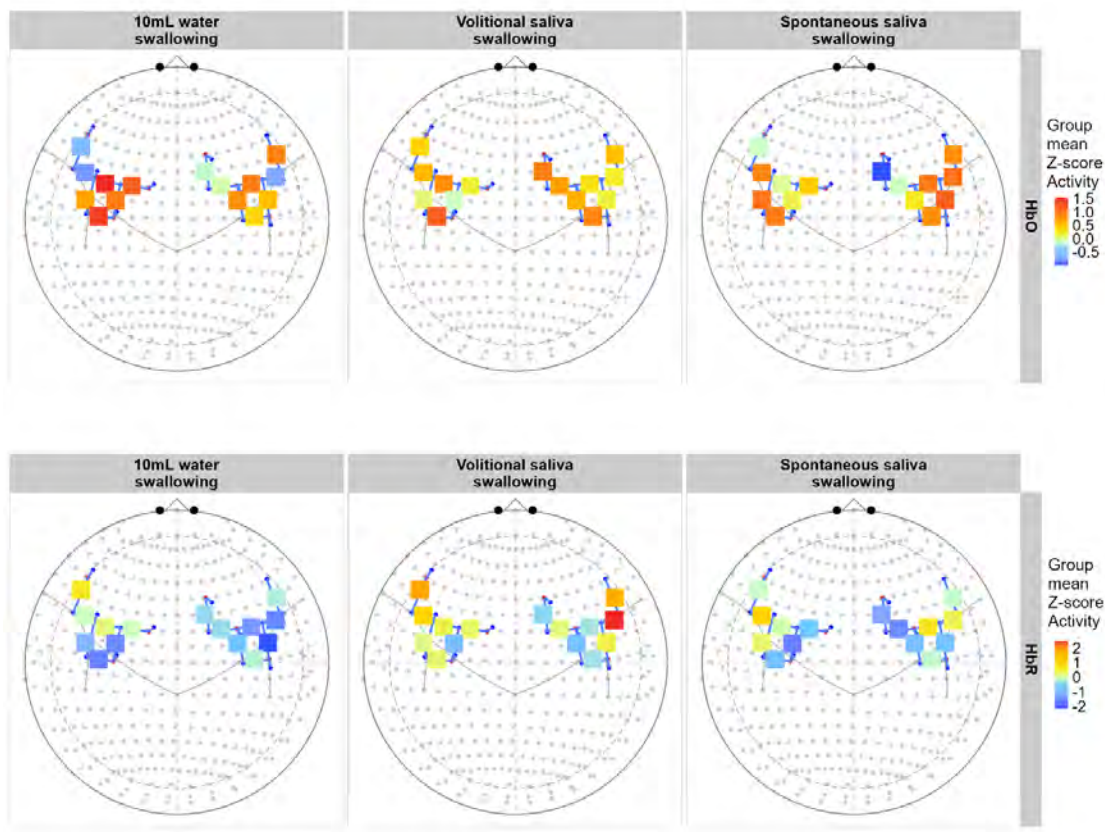 10mL water
swallowing
Volitional saliva
swallowing
Spontaneous saliva
swallowing
HbO
Group
mean
Z-score
Activity
1.5
1.0
0.5
0.0
-0.5
10mL water
swallowing
Volitional saliva
swallowing
Spontaneous saliva
swallowing
HbR
Group
mean
Z-score
Activity
2
1
0
-1
-2